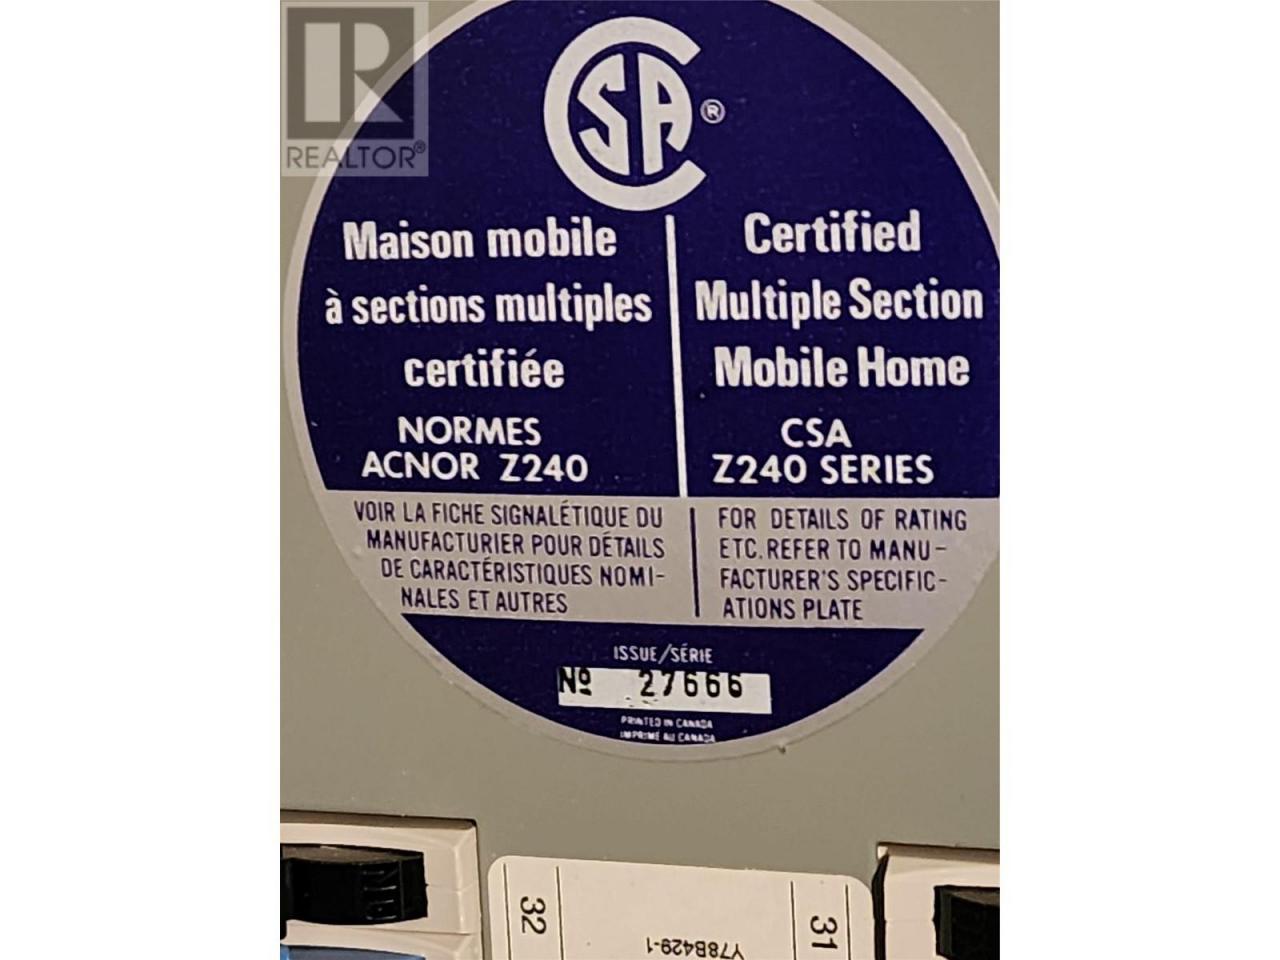 REALTOR®
CSA®
Maison mobile
à sections multiples
certifiée
NORMES
ACNOR Z240
Certified
Multiple Section
Mobile Home
CSA
Z240 SERIES
VOIR LA FICHE SIGNALÉTIQUE DU
MANUFACTURIER POUR DÉTAILS
DE CARACTÉRISTIQUES NOMI-
NALES ET AUTRES
FOR DETAILS OF RATING
ETC. REFER TO MANU-
FACTURER'S SPECIFIC-
ATIONS PLATE
ISSUE/SÉRIE
Nº 27666
PRINTED IN CANADA
IMPRIMÉ AU CANADA
32
Y78B429-1
31